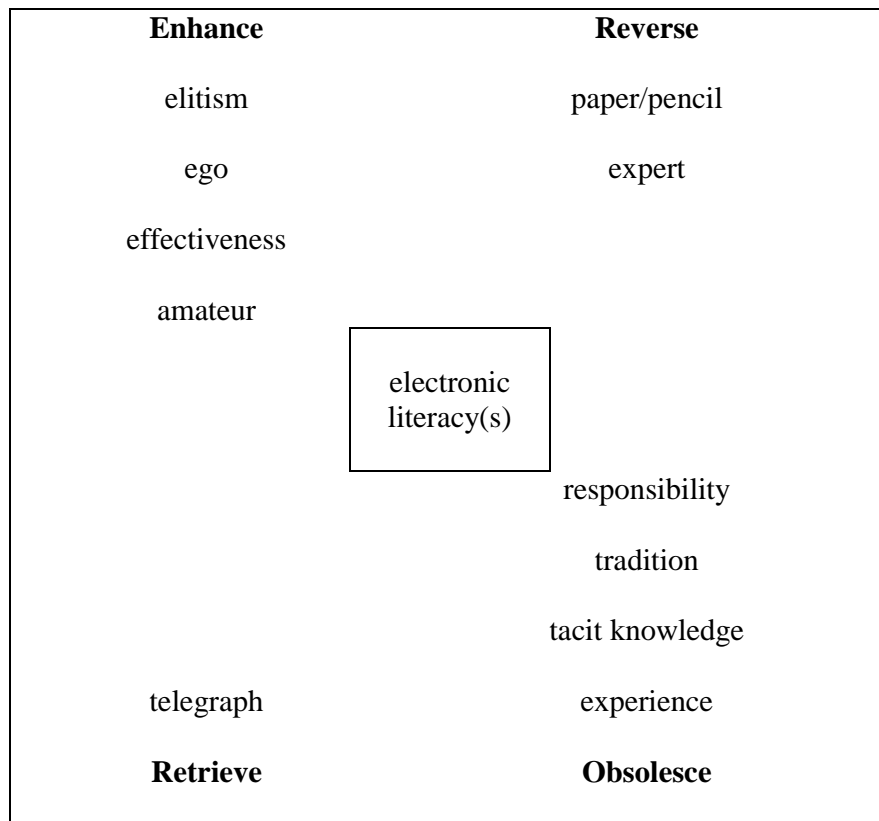 Enhance
Reverse
elitism
paper/pencil
ego
expert
effectiveness
amateur
electronic
literacy(s)
responsibility
tradition
tacit knowledge
telegraph
experience
Retrieve
Obsolesce